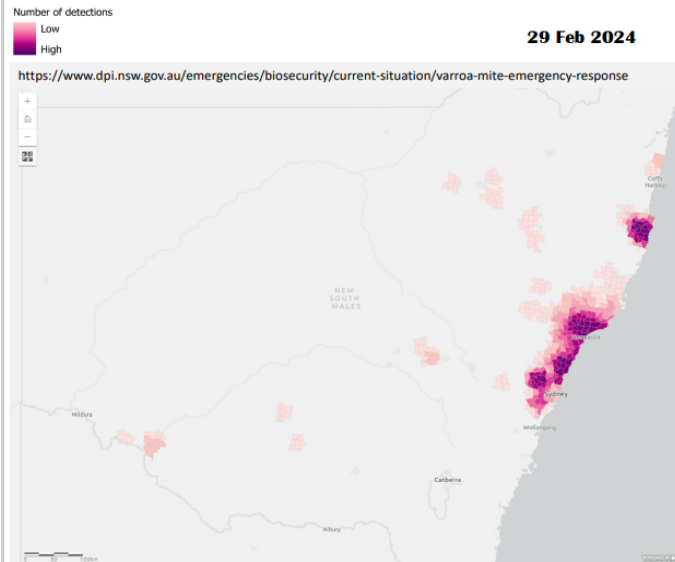 Number of detections
Low
High
29 Feb 2024
https://www.dpi.nsw.gov.au/emergencies/biosecurity/current-situation/varroa-mite-emergency-response
+
−
Coffs
Harbour
NEW
SOUTH
WALES
Sydney
Mildura
Wollongong
Canberra
Albury